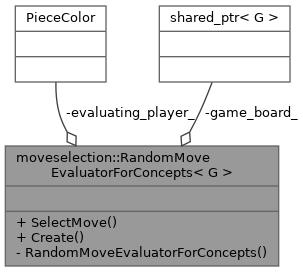 PieceColor
shared_ptr< G >
-evaluating_player_
-game_board_
moveselection::RandomMove
EvaluatorForConcepts< G >
+ SelectMove()
+ Create()
- RandomMoveEvaluatorForConcepts()